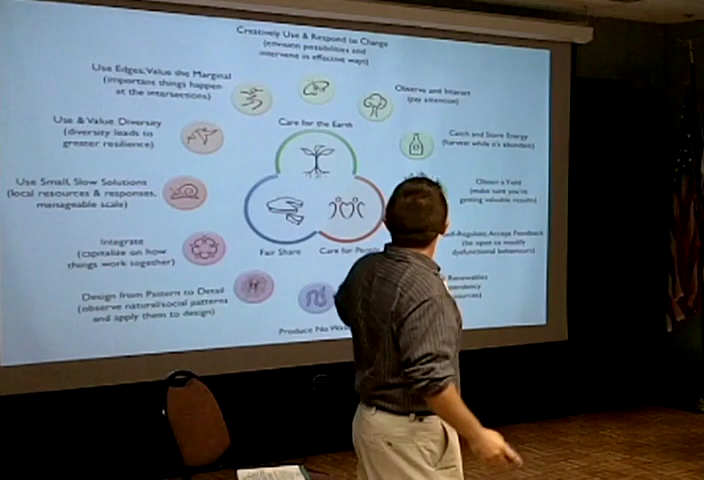 Creatively Use & Respond to Change
(envision possibilities and
intervene in effective ways)
Use Edges, Value the Marginal
(important things happen
at the intersections)
Observe and Interact
(pay attention)
Use & Value Diversity
(diversity leads to
greater resilience)
Care for the Earth
Catch and Store Energy
(harvest while it's abundant)
Use Small, Slow Solutions
(local resources & responses,
manageable scale)
Obtain a Yield
(make sure you're
getting valuable results)
Integrate
(capitalize on how
things work together)
Fair Share
Care for People
elf-Regulate, Accept Feedback
(be open to modify
dysfunctional behaviours)
Design from Pattern to Detail
(observe natural/social patterns
and apply them to design)
Renewables
pendency
ources)
Produce No Was